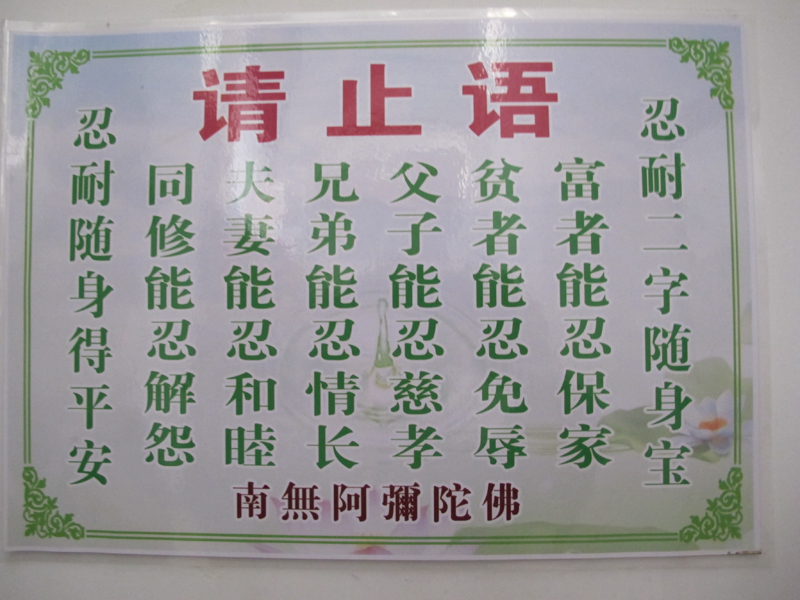 请止语
忍耐二字随身宝
富者能忍保家
贫者能忍免辱
父子能忍慈孝
兄弟能忍情长
夫妻能忍和睦
同修能忍解怨
忍耐随身得平安
南無阿彌陀佛